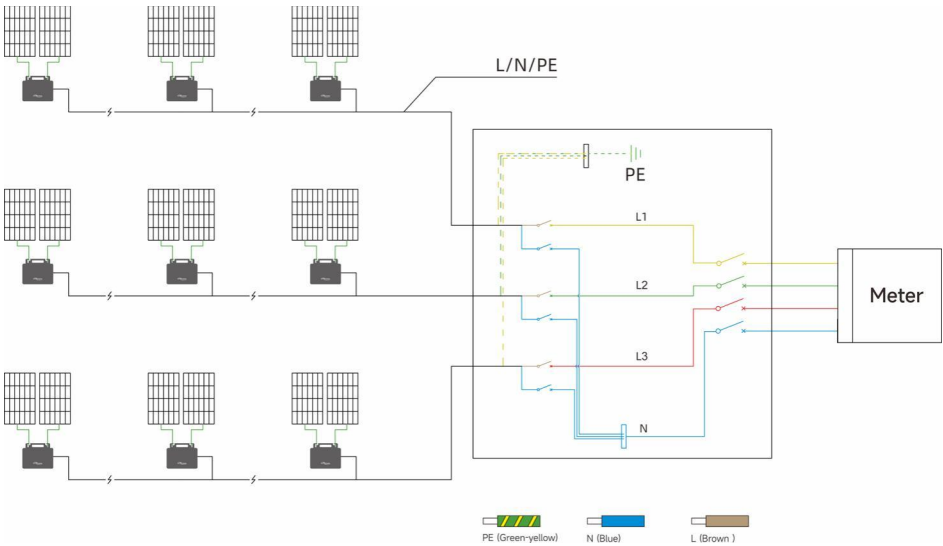 L/N/PE
PE
L1
L2
Meter
L3
N
PE (Green-yellow)
N (Blue)
L (Brown )